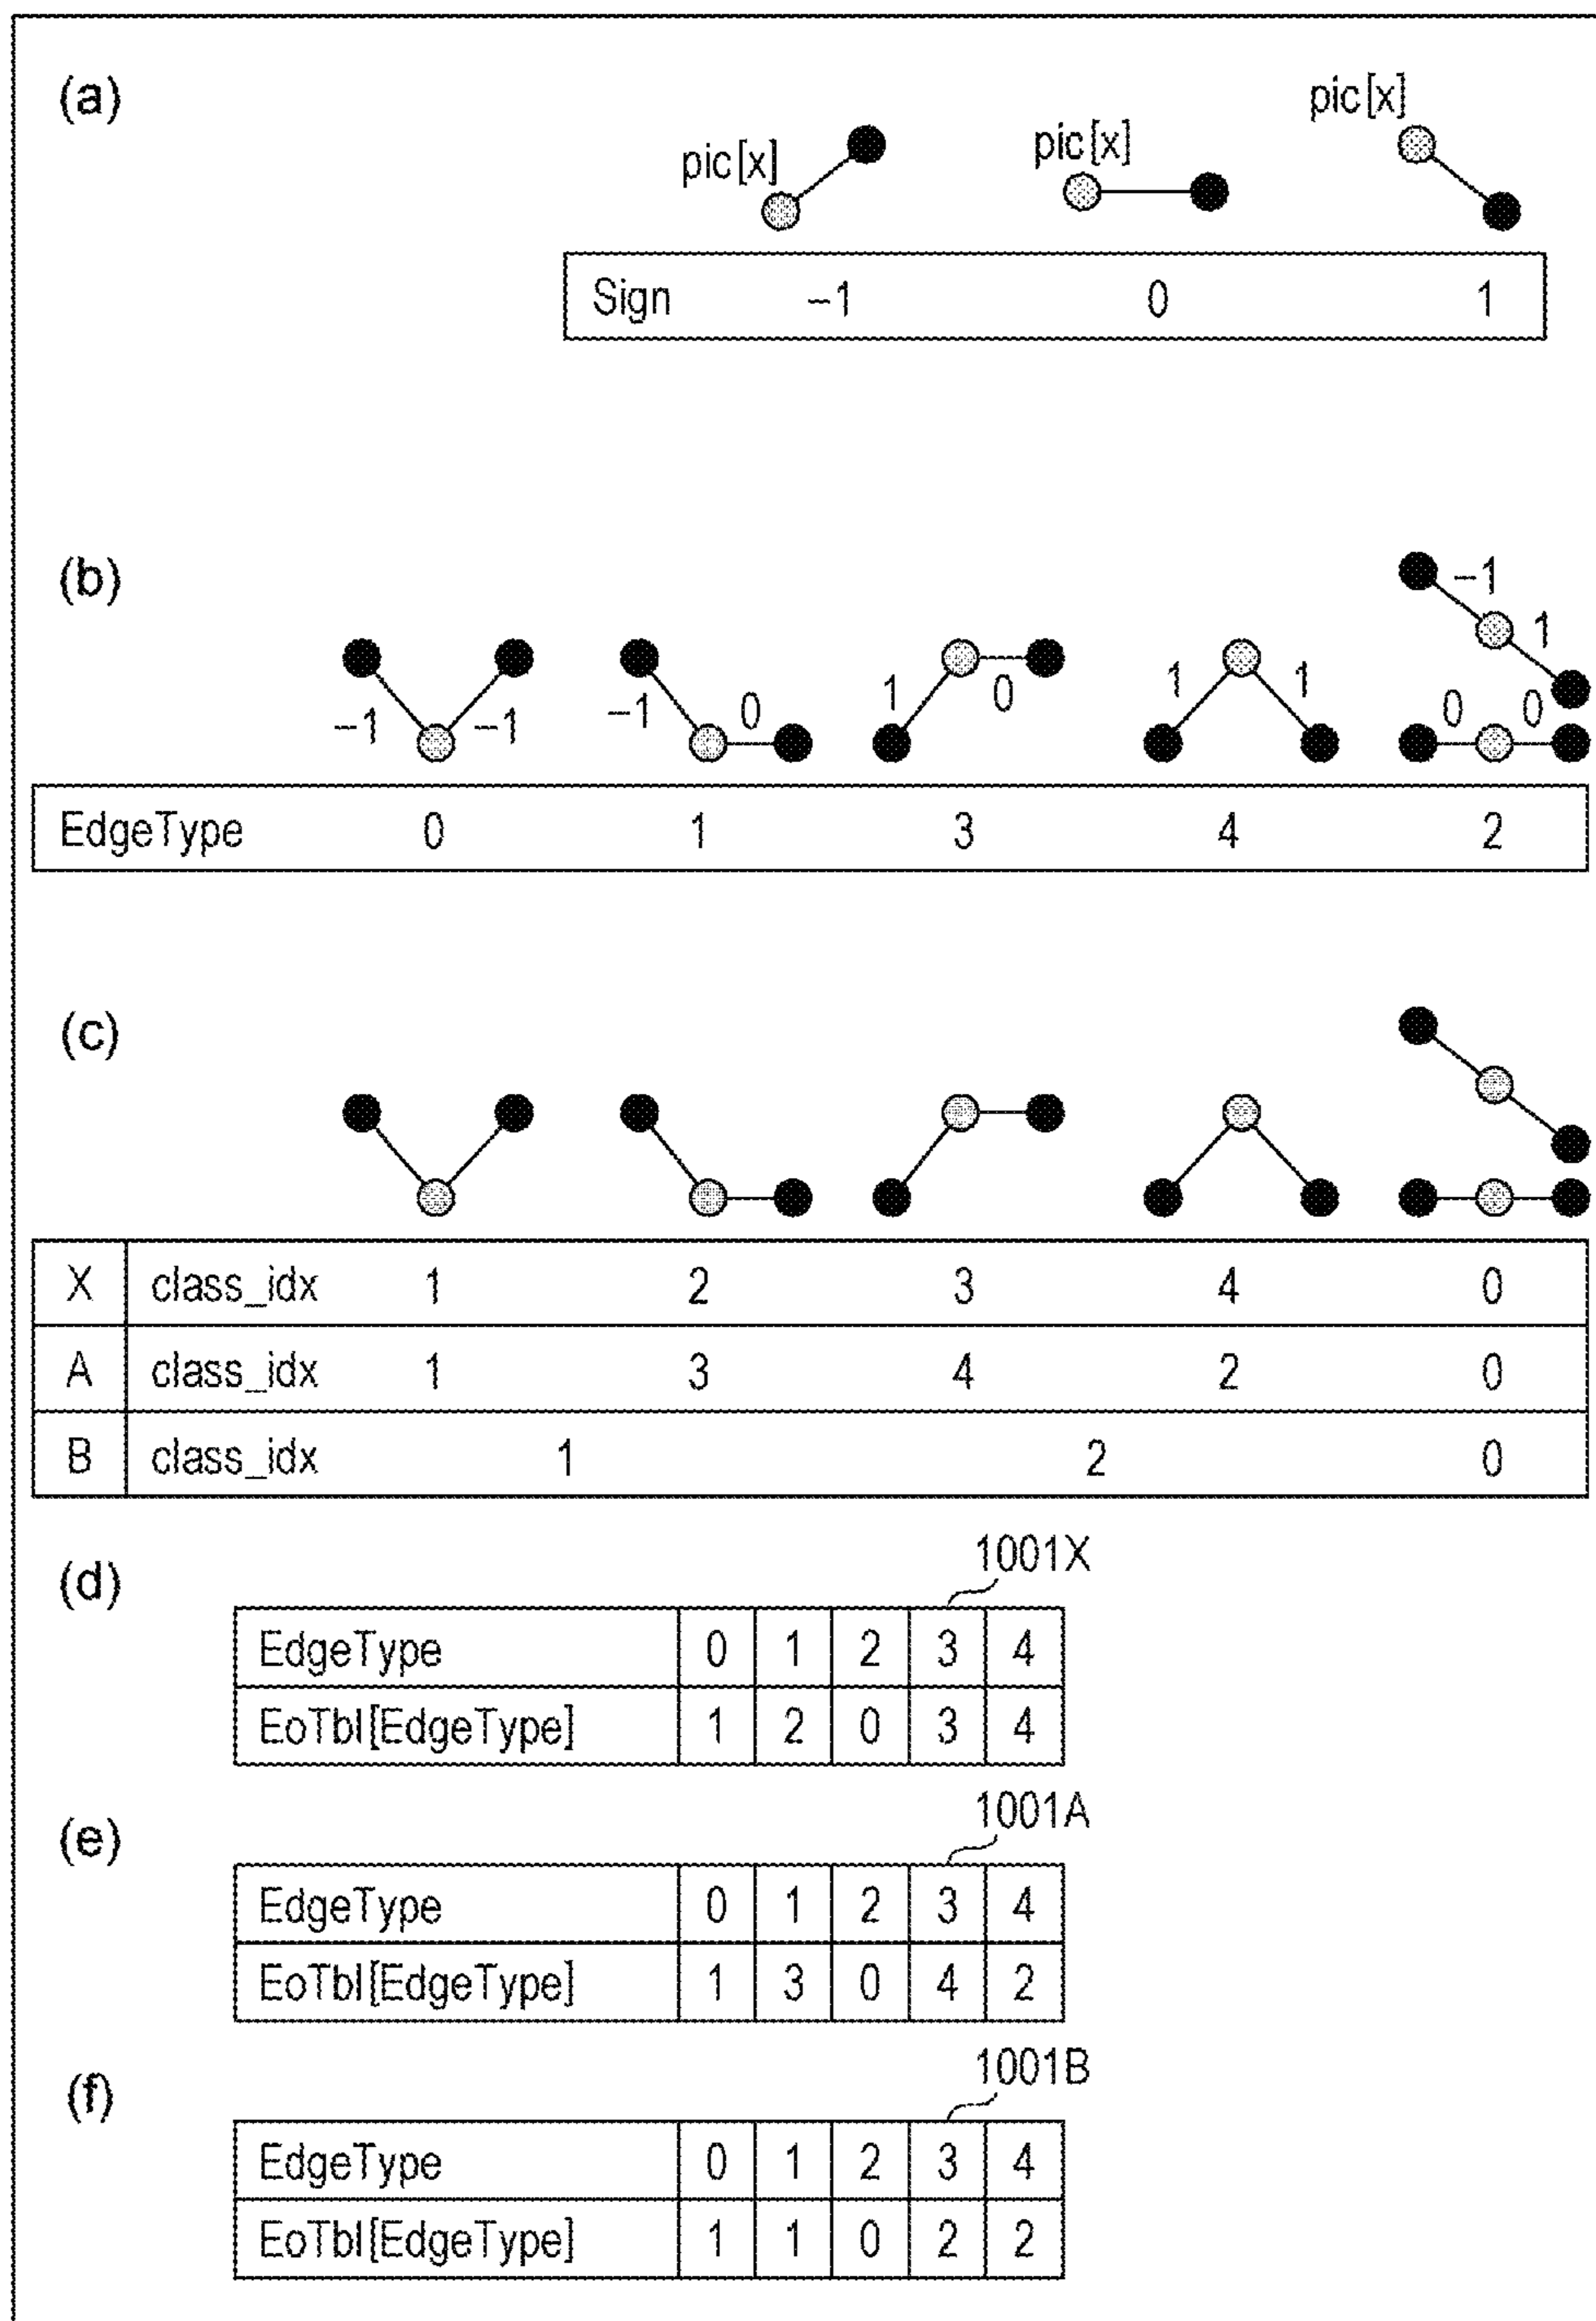 (a)
pic[x] pic[x] pic[x]
Sign –1 0 1
(b)
–1 –1 –1 0 1 0 1 1 –1 1 0 0
EdgeType 0 1 3 4 2
(c)
X class_idx 1 2 3 4 0
A class_idx 1 3 4 2 0
B class_idx 1 2 0
(d)
1001X
EdgeType 0 1 2 3 4
EoTbl[EdgeType] 1 2 0 3 4
(e)
1001A
EdgeType 0 1 2 3 4
EoTbl[EdgeType] 1 3 0 4 2
(f)
1001B
EdgeType 0 1 2 3 4
EoTbl[EdgeType] 1 1 0 2 2